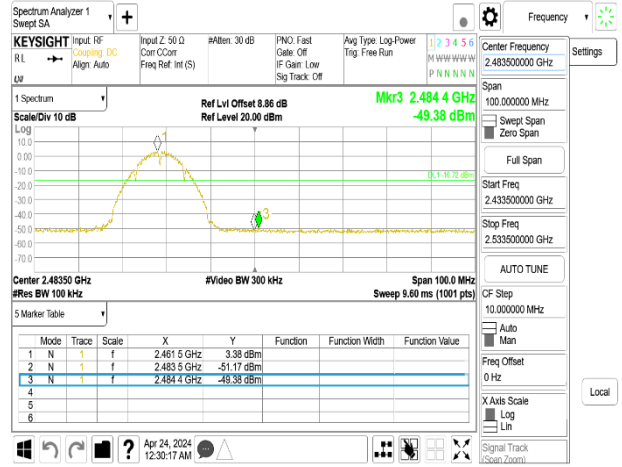 Spectrum Analyzer 1
Swept SA
+
Frequency
KEYSIGHT
RL
Input: RF
Coupling: DC
Align: Auto
Input Z: 50 Ω
Corr CCorr
Freq Ref: Int (S)
#Atten: 30 dB
PNO: Fast
Gate: Off
IF Gain: Low
Sig Track: Off
Avg Type: Log-Power
Trig: Free Run
1 2 3 4 5 6
M W W W W W
P N N N N N
1 Spectrum
Scale/Div 10 dB
Ref Lvl Offset 8.86 dB
Ref Level 20.00 dBm
Mkr3 2.484 4 GHz
-49.38 dBm
Log
10.0
0.00
-10.0
-20.0
-30.0
-40.0
-50.0
-60.0
-70.0
1
DL1 -16.72 dBm
3
Center 2.48350 GHz
#Res BW 100 kHz
#Video BW 300 kHz
Span 100.0 MHz
Sweep 9.60 ms (1001 pts)
5 Marker Table
Mode Trace Scale X Y Function Function Width Function Value
1 N 1 f 2.461 5 GHz 3.38 dBm
2 N 1 f 2.483 5 GHz -51.17 dBm
3 N 1 f 2.484 4 GHz -49.38 dBm
4
5
6
?
Apr 24, 2024
12:30:17 AM
Center Frequency
2.483500000 GHz
Settings
Span
100.000000 MHz
Swept Span
Zero Span
Full Span
Start Freq
2.433500000 GHz
Stop Freq
2.533500000 GHz
AUTO TUNE
CF Step
10.000000 MHz
Auto
Man
Freq Offset
0 Hz
X Axis Scale
Log
Lin
Local
Signal Track
(Span Zoom)